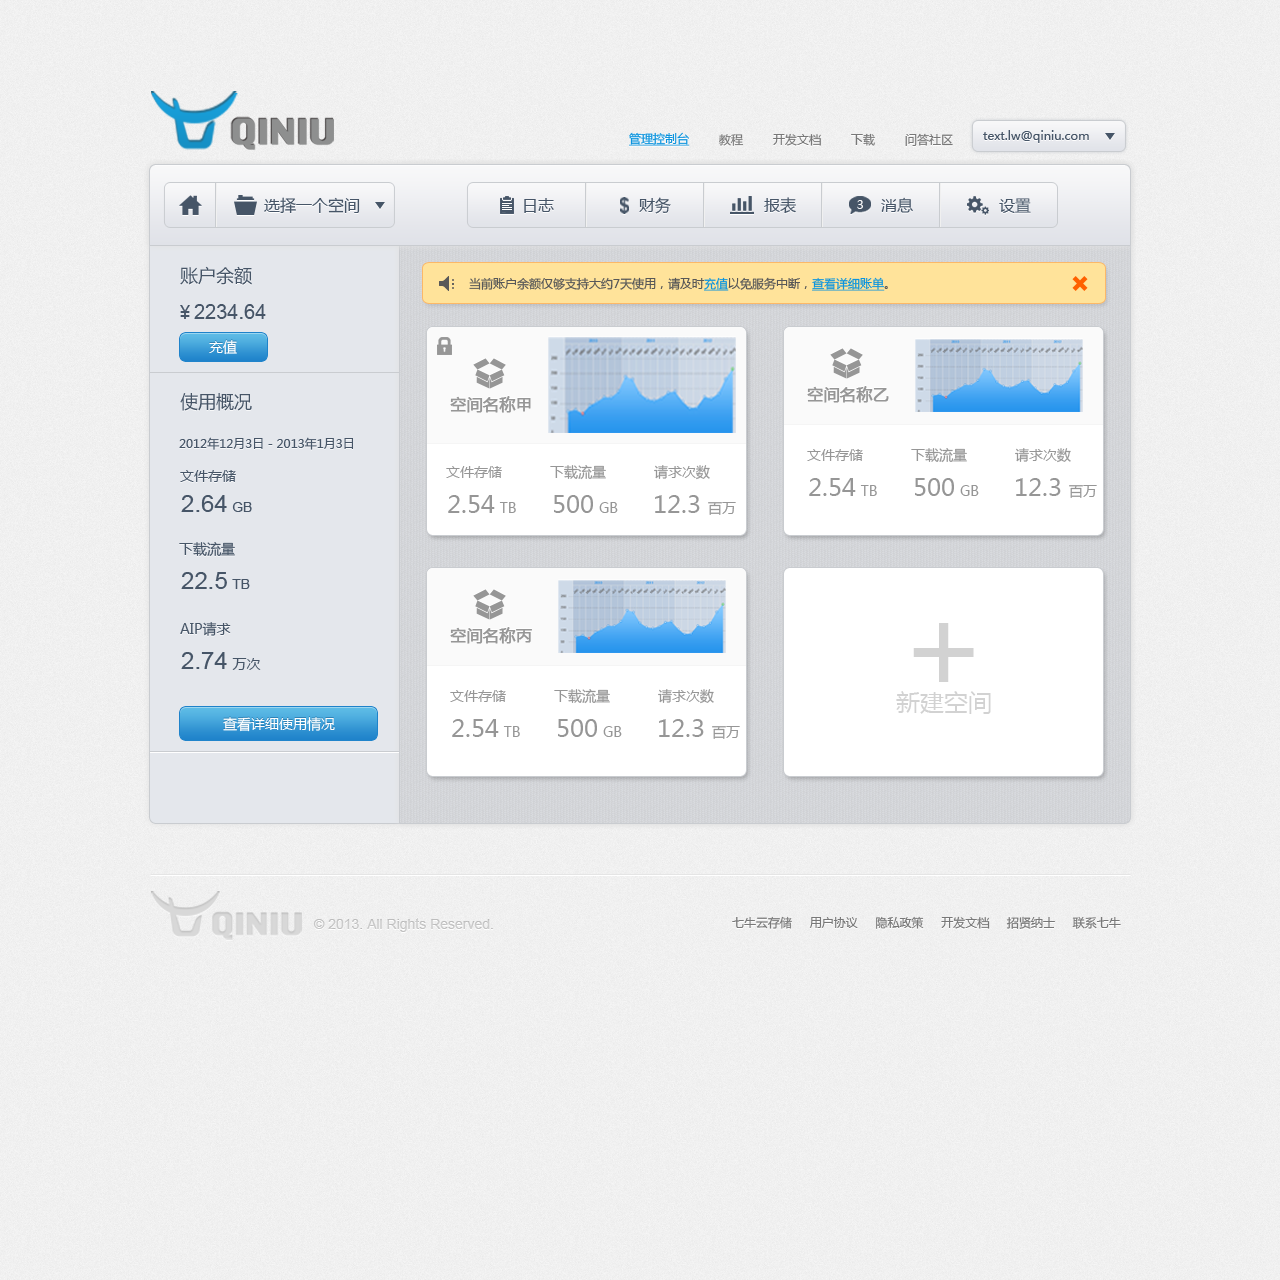 QINIU
管理控制台 教程 开发文档 下载 问答社区 text.lw@qiniu.com
选择一个空间 日志 财务 报表 3 消息 设置
账户余额
¥ 2234.64
充值
使用概况
2012年12月3日 - 2013年1月3日
文件存储
2.64 GB
下载流量
22.5 TB
AIP请求
2.74 万次
查看详细使用情况
当前账户余额仅够支持大约7天使用，请及时充值以免服务中断，查看详细账单。
空间名称甲
文件存储 下载流量 请求次数
2.54 TB 500 GB 12.3 百万
空间名称乙
文件存储 下载流量 请求次数
2.54 TB 500 GB 12.3 百万
空间名称丙
文件存储 下载流量 请求次数
2.54 TB 500 GB 12.3 百万
新建空间
QINIU © 2013. All Rights Reserved.
七牛云存储 用户协议 隐私政策 开发文档 招贤纳士 联系七牛